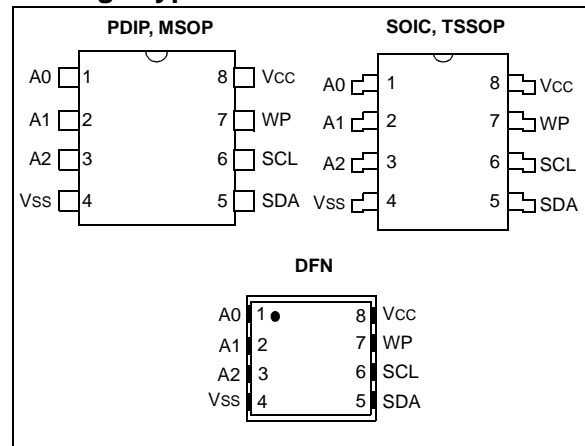 PDIP, MSOP
A0 1 8 VCC
A1 2 7 WP
A2 3 6 SCL
VSS 4 5 SDA
SOIC, TSSOP
A0 1 8 VCC
A1 2 7 WP
A2 3 6 SCL
VSS 4 5 SDA
DFN
A0 1 8 VCC
A1 2 7 WP
A2 3 6 SCL
VSS 4 5 SDA